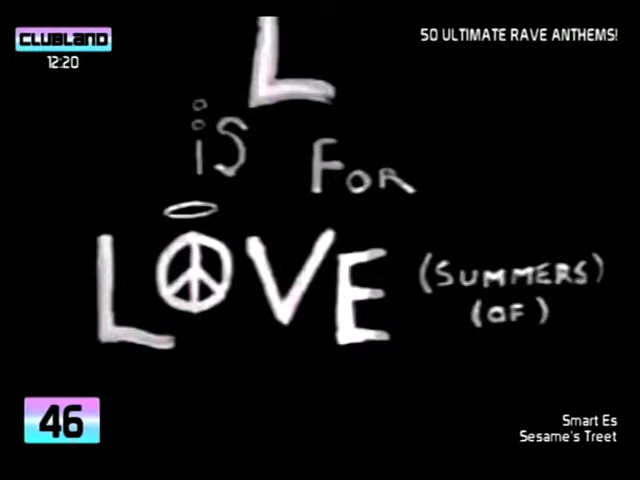 CLUBLAND
12:20
50 ULTIMATE RAVE ANTHEMS!
L
iS FOR
LOVE (SUMMERS)
(OF)
46
Smart Es
Sesame's Treet